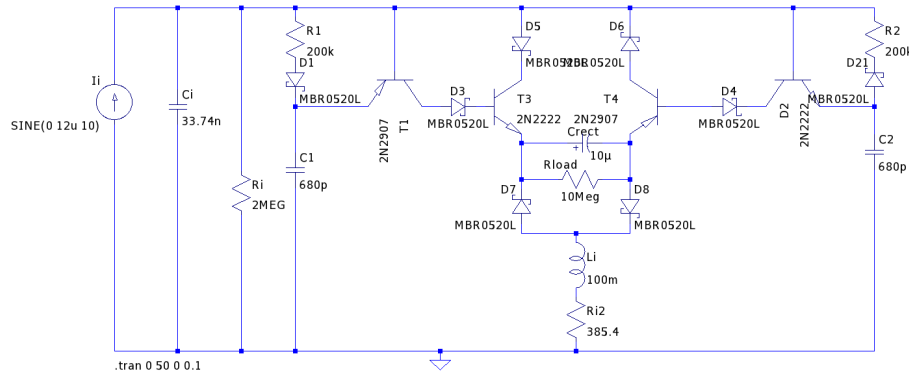 R1
200k
D1
MBR0520L
Ii
SINE(0 12u 10)
Ci
33.74n
Ri
2MEG
C1
680p
2N2907
T1
D3
MBR0520L
D5
MBR0520L
T3
2N2222
D6
MBR0520L
T4
2N2907
Crect
+
10µ
Rload
10Meg
D7
MBR0520L
D8
MBR0520L
Li
100m
Ri2
385.4
D4
MBR0520L
D2
2N2222
R2
200k
D21
MBR0520L
C2
680p
.tran 0 50 0 0.1